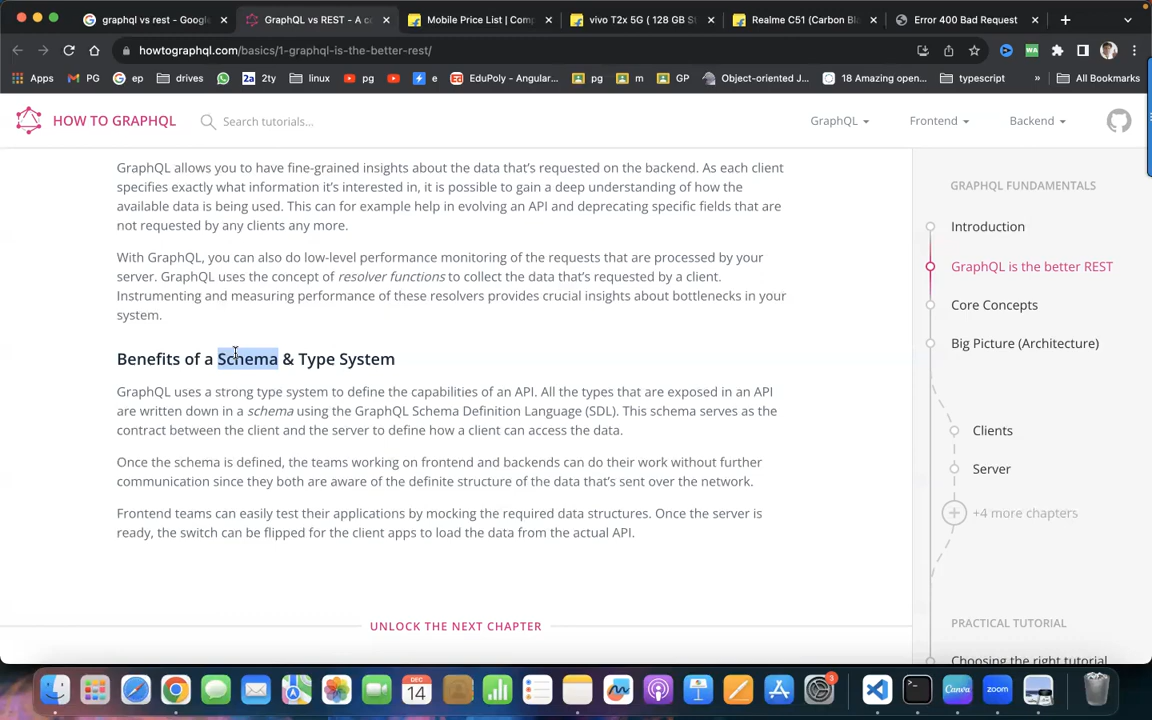 graphql vs rest - Google
GraphQL vs REST - A c
Mobile Price List | Comp
vivo T2x 5G ( 128 GB S
Realme C51 (Carbon Bla
Error 400 Bad Request
howtographql.com/basics/1-graphql-is-the-better-rest/
Apps
PG
ep
drives
2a
2ty
linux
pg
e
EduPoly - Angular...
pg
m
GP
Object-oriented J...
18 Amazing open...
typescript
»
All Bookmarks
HOW TO GRAPHQL
Search tutorials...
GraphQL
Frontend
Backend
GraphQL allows you to have fine-grained insights about the data that's requested on the backend. As each client
specifies exactly what information it's interested in, it is possible to gain a deep understanding of how the
available data is being used. This can for example help in evolving an API and deprecating specific fields that are
not requested by any clients any more.
With GraphQL, you can also do low-level performance monitoring of the requests that are processed by your
server. GraphQL uses the concept of resolver functions to collect the data that's requested by a client.
Instrumenting and measuring performance of these resolvers provides crucial insights about bottlenecks in your
system.
Benefits of a Schema & Type System
GraphQL uses a strong type system to define the capabilities of an API. All the types that are exposed in an API
are written down in a schema using the GraphQL Schema Definition Language (SDL). This schema serves as the
contract between the client and the server to define how a client can access the data.
Once the schema is defined, the teams working on frontend and backends can do their work without further
communication since they both are aware of the definite structure of the data that's sent over the network.
Frontend teams can easily test their applications by mocking the required data structures. Once the server is
ready, the switch can be flipped for the client apps to load the data from the actual API.
UNLOCK THE NEXT CHAPTER
GRAPHQL FUNDAMENTALS
Introduction
GraphQL is the better REST
Core Concepts
Big Picture (Architecture)
Clients
Server
+4 more chapters
PRACTICAL TUTORIAL
Choosing the right tutorial
DEC
14
3
Canva
zoom